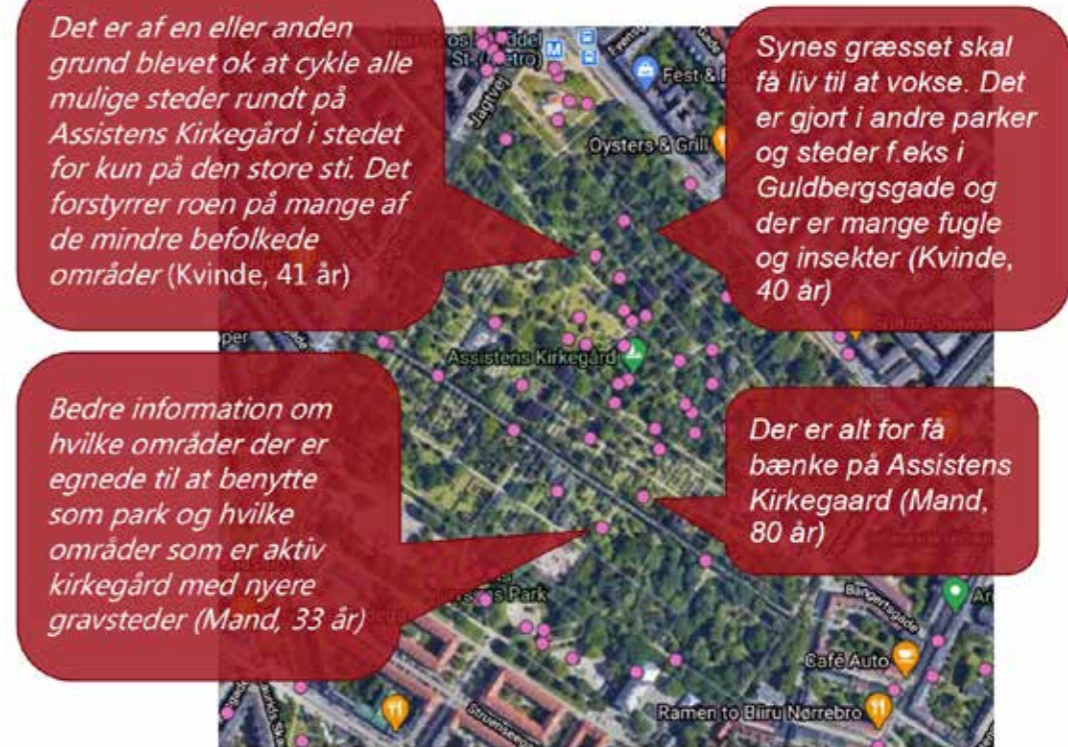 Det er af en eller anden
grund blevet ok at cykle alle
mulige steder rundt på
Assistens Kirkegård i stedet
for kun på den store sti. Det
forstyrrer roen på mange af
de mindre befolkede
områder (Kvinde, 41 år)
Synes græsset skal
få liv til at vokse. Det
er gjort i andre parker
og steder f.eks i
Guldbergsgade og
der er mange fugle
og insekter (Kvinde,
40 år)
Jagtvej
M
Fest &
Oysters & Grill
Assistens Kirkegård
Bedre information om
hvilke områder der er
egnede til at benytte
som park og hvilke
områder som er aktiv
kirkegård med nyere
gravsteder (Mand, 33 år)
Der er alt for få
bænke på Assistens
Kirkegaard (Mand,
80 år)
Park
Bangertsgade
Café Auto
Ramen to Bíiru Nørrebro